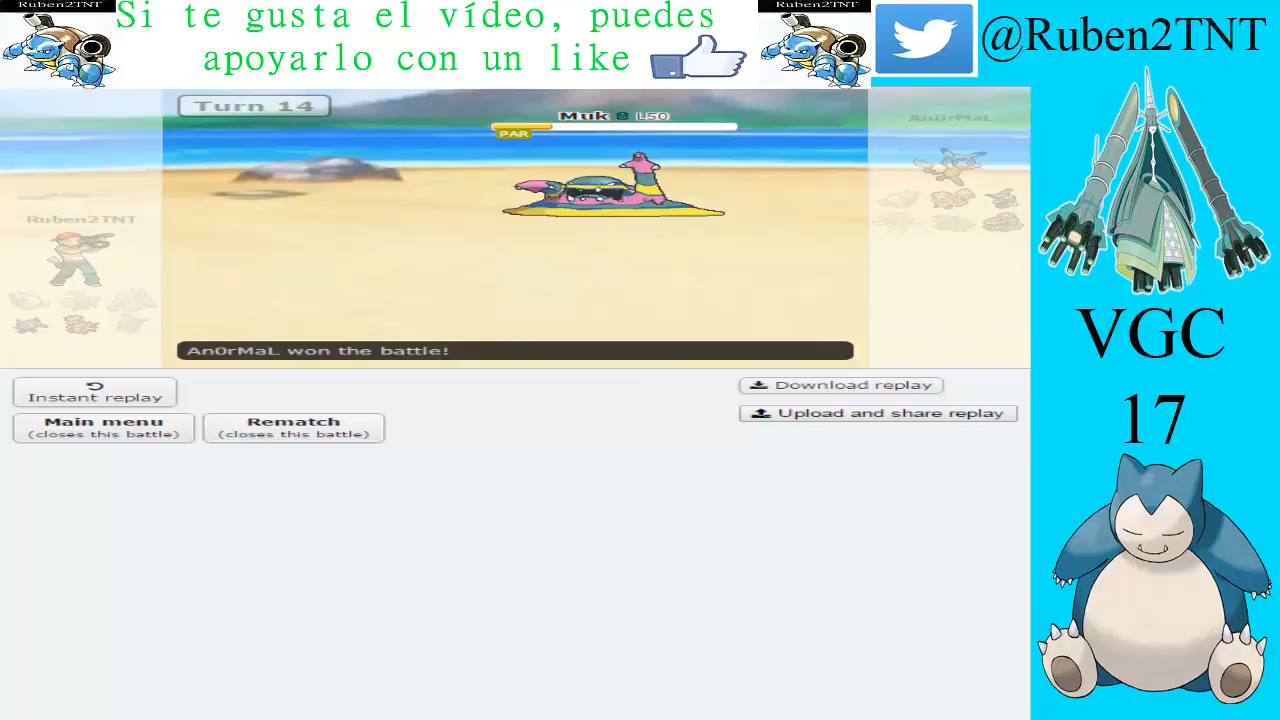 Ruben2TNT
Si te gusta el vídeo, puedes
apoyarlo con un like
Ruben2TNT
@Ruben2TNT
Turn 14
Muk L50
PAR
An0rMaL
Ruben2TNT
An0rMaL won the battle!
Instant replay
Download replay
Main menu
(closes this battle)
Rematch
(closes this battle)
Upload and share replay
VGC
17